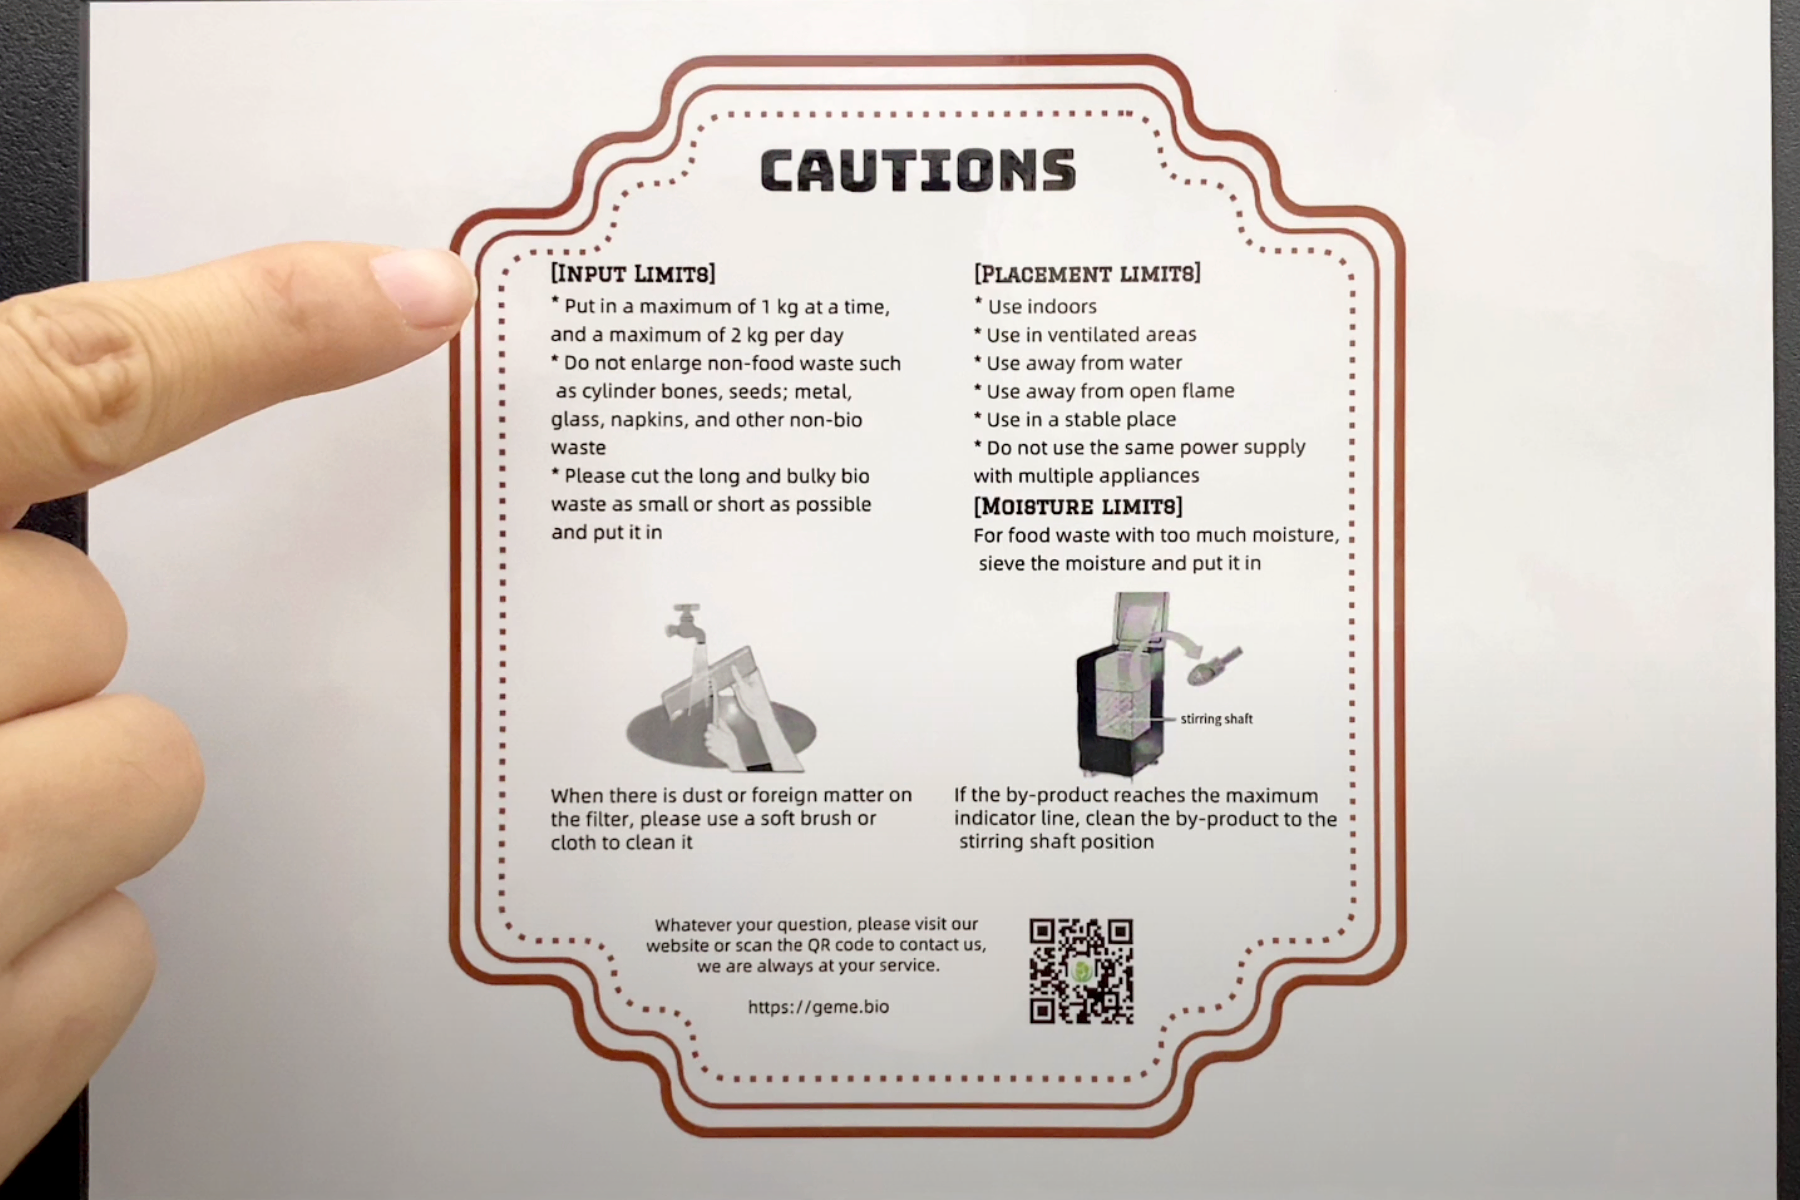 CAUTIONS
[INPUT LIMITS]
* Put in a maximum of 1 kg at a time,
and a maximum of 2 kg per day
* Do not enlarge non-food waste such
as cylinder bones, seeds; metal,
glass, napkins, and other non-bio
waste
* Please cut the long and bulky bio
waste as small or short as possible
and put it in
[PLACEMENT LIMITS]
* Use indoors
* Use in ventilated areas
* Use away from water
* Use away from open flame
* Use in a stable place
* Do not use the same power supply
with multiple appliances
[MOISTURE LIMITS]
For food waste with too much moisture,
sieve the moisture and put it in
stirring shaft
When there is dust or foreign matter on
the filter, please use a soft brush or
cloth to clean it
If the by-product reaches the maximum
indicator line, clean the by-product to the
stirring shaft position
Whatever your question, please visit our
website or scan the QR code to contact us,
we are always at your service.
https://geme.bio